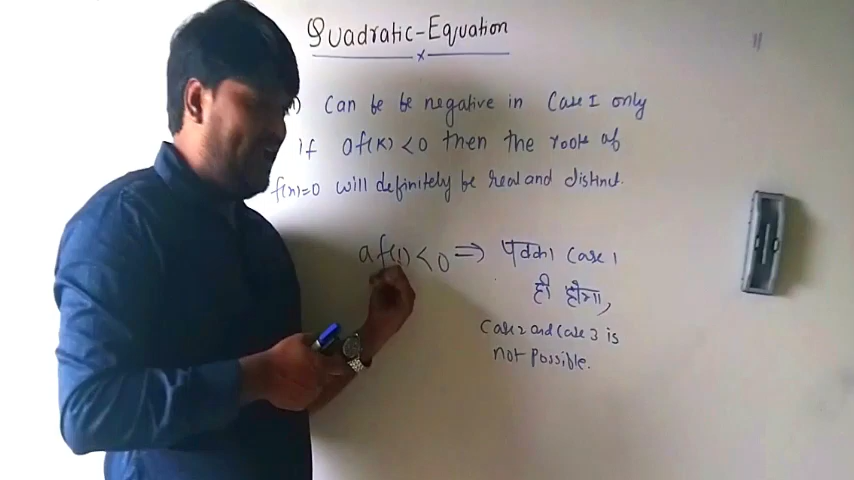 Quadratic-Equation
Can be be negative in Case I only
if af(k) <0 then the roots of
f(n)=0 will definitely be real and distinct.
af(1) <0 ⇒ पक्का Case 1
ही होगा,
Case 2 and Case 3 is
not possible.